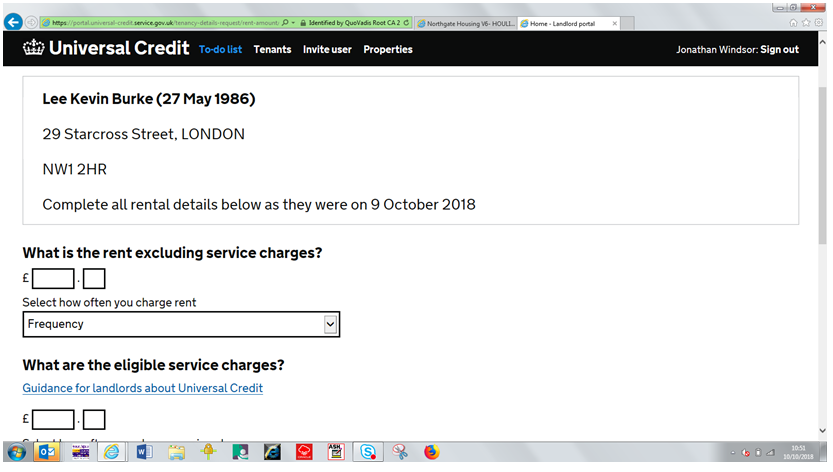 https://portal.universal-credit.service.gov.uk/tenancy-details-request/rent-amount/
Identified by QuoVadis Root CA 2
Northgate Housing V6- HOULI...
Home - Landlord portal
Universal Credit To-do list Tenants Invite user Properties Jonathan Windsor: Sign out
Lee Kevin Burke (27 May 1986)
29 Starcross Street, LONDON
NW1 2HR
Complete all rental details below as they were on 9 October 2018
What is the rent excluding service charges?
£ .
Select how often you charge rent
Frequency
What are the eligible service charges?
Guidance for landlords about Universal Credit
£ .
10:51
10/10/2018